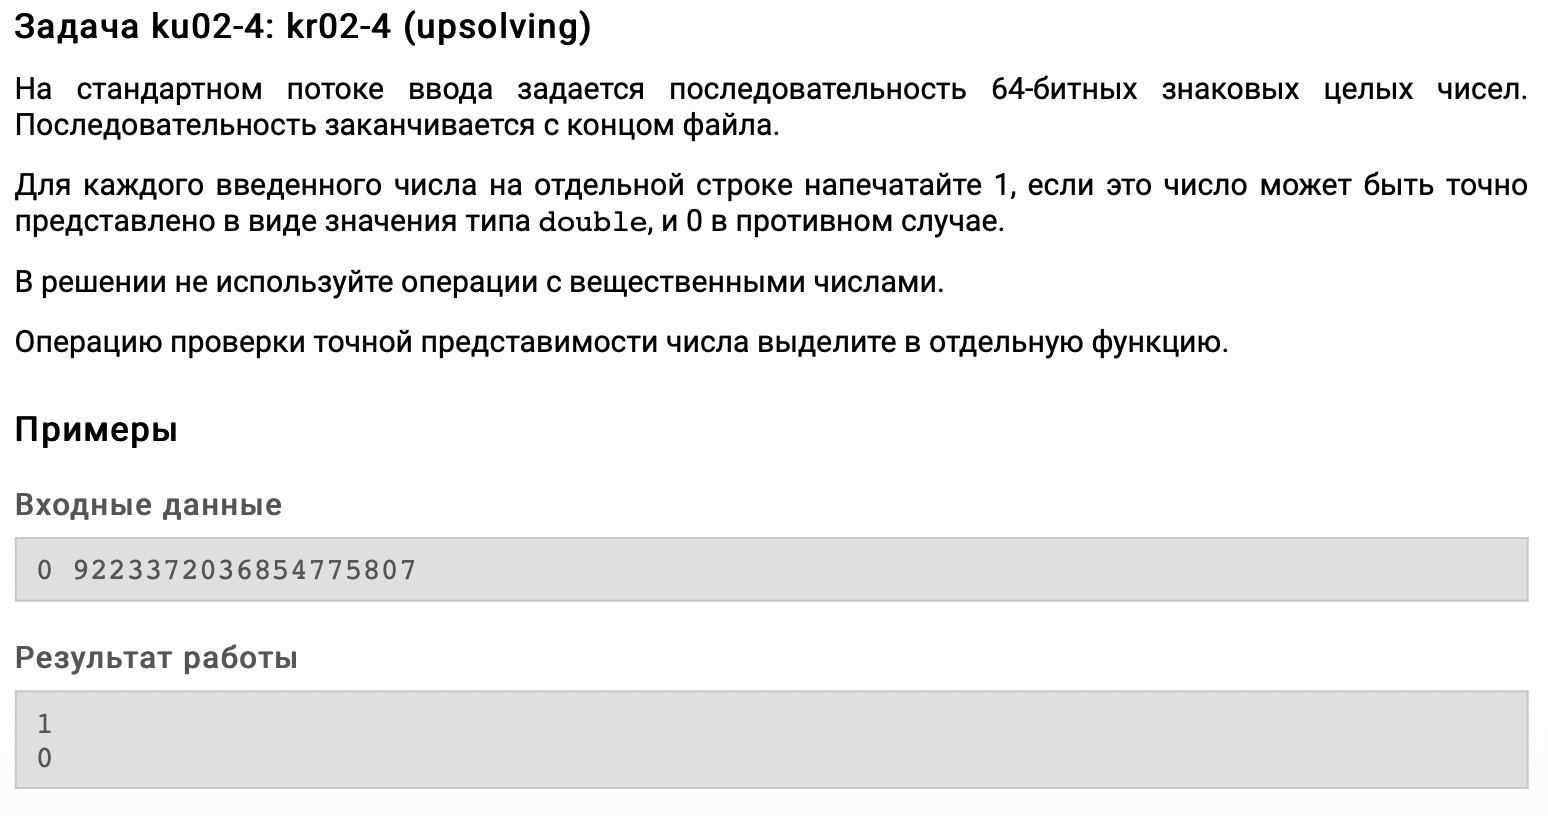 Задача ku02-4: kr02-4 (upsolving)
На стандартном потоке ввода задается последовательность 64-битных знаковых целых чисел.
Последовательность заканчивается с концом файла.
Для каждого введенного числа на отдельной строке напечатайте 1, если это число может быть точно
представлено в виде значения типа double, и 0 в противном случае.
В решении не используйте операции с вещественными числами.
Операцию проверки точной представимости числа выделите в отдельную функцию.
Примеры
Входные данные
0 9223372036854775807
Результат работы
1
0